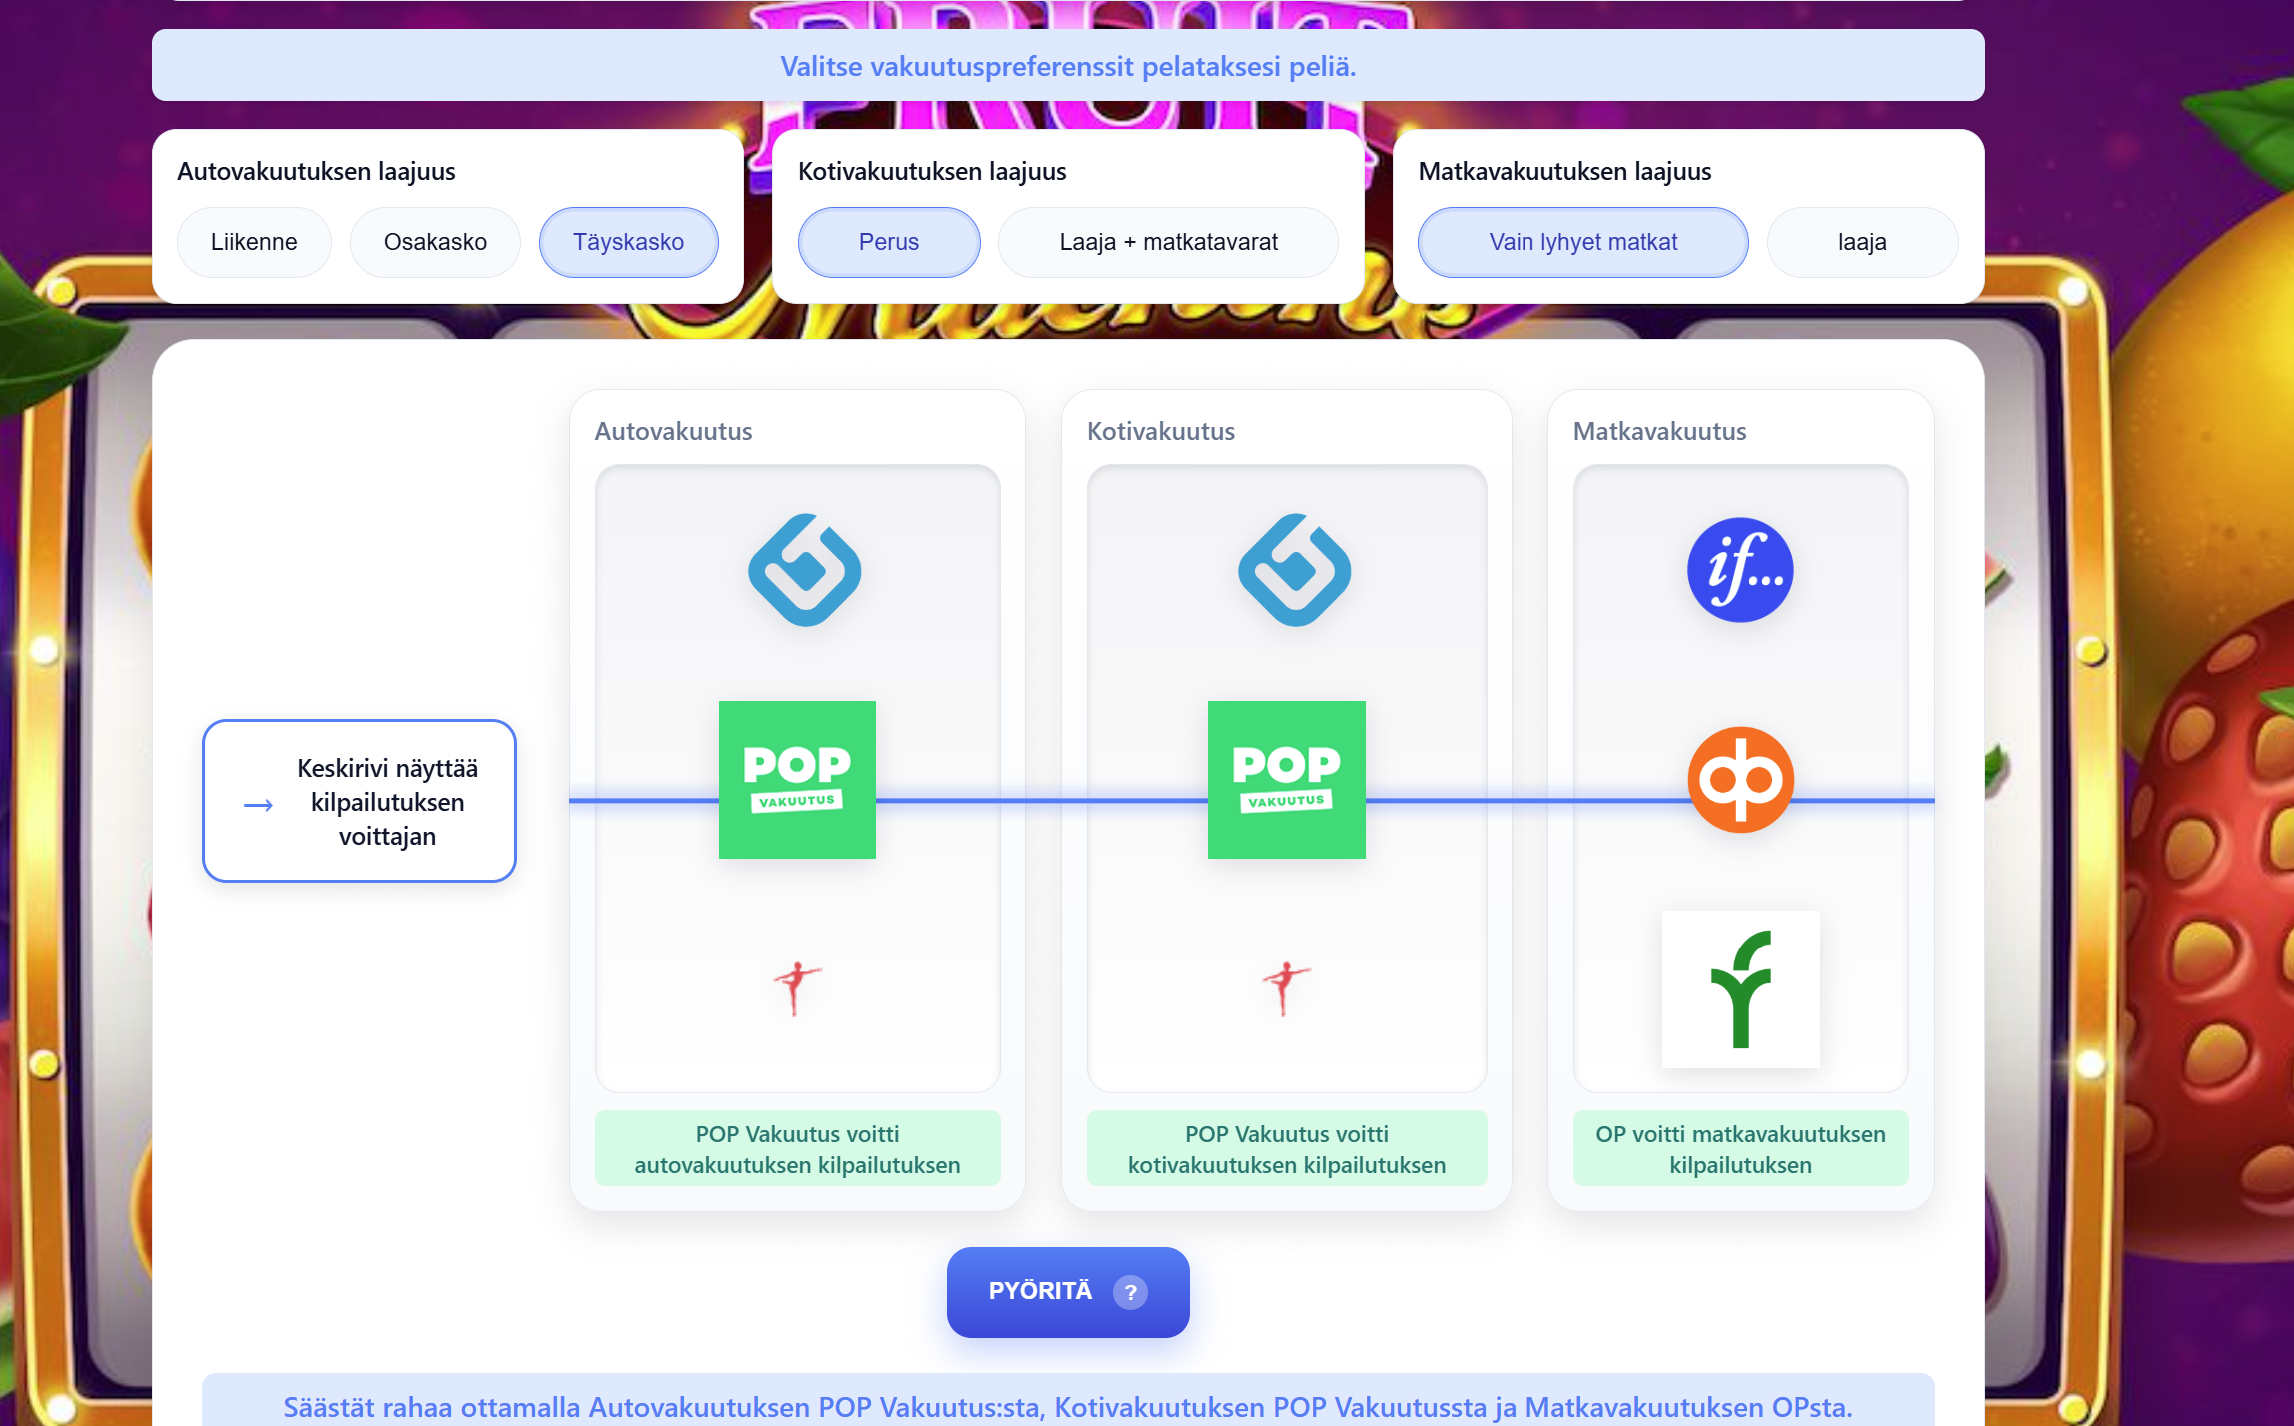 FRUIT
Valitse vakuutuspreferenssit pelataksesi peliä.
Autovakuutuksen laajuus
Liikenne
Osakasko
Täyskasko
Kotivakuutuksen laajuus
Perus
Laaja + matkatavarat
Matkavakuutuksen laajuus
Vain lyhyet matkat
laaja
→ Keskirivi näyttää
kilpailutuksen
voittajan
Autovakuutus
POP
VAKUUTUS
POP Vakuutus voitti
autovakuutuksen kilpailutuksen
Kotivakuutus
POP
VAKUUTUS
POP Vakuutus voitti
kotivakuutuksen kilpailutuksen
Matkavakuutus
if...
OP voitti matkavakuutuksen
kilpailutuksen
PYÖRITÄ ?
Säästät rahaa ottamalla Autovakuutuksen POP Vakuutus:sta, Kotivakuutuksen POP Vakuutussta ja Matkavakuutuksen OPsta.